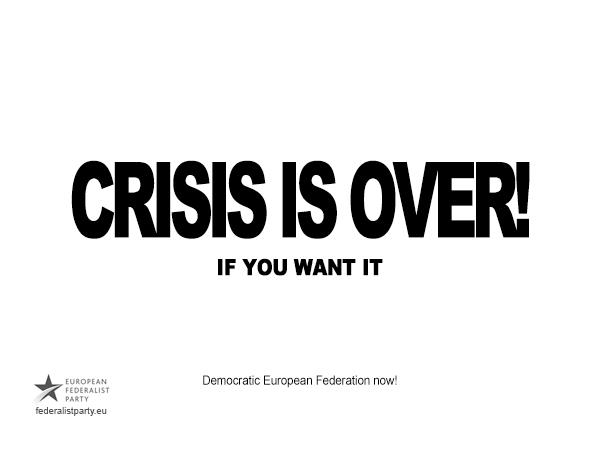 CRISIS IS OVER!
IF YOU WANT IT
Democratic European Federation now!
EUROPEAN
FEDERALIST
PARTY
federalistparty.eu